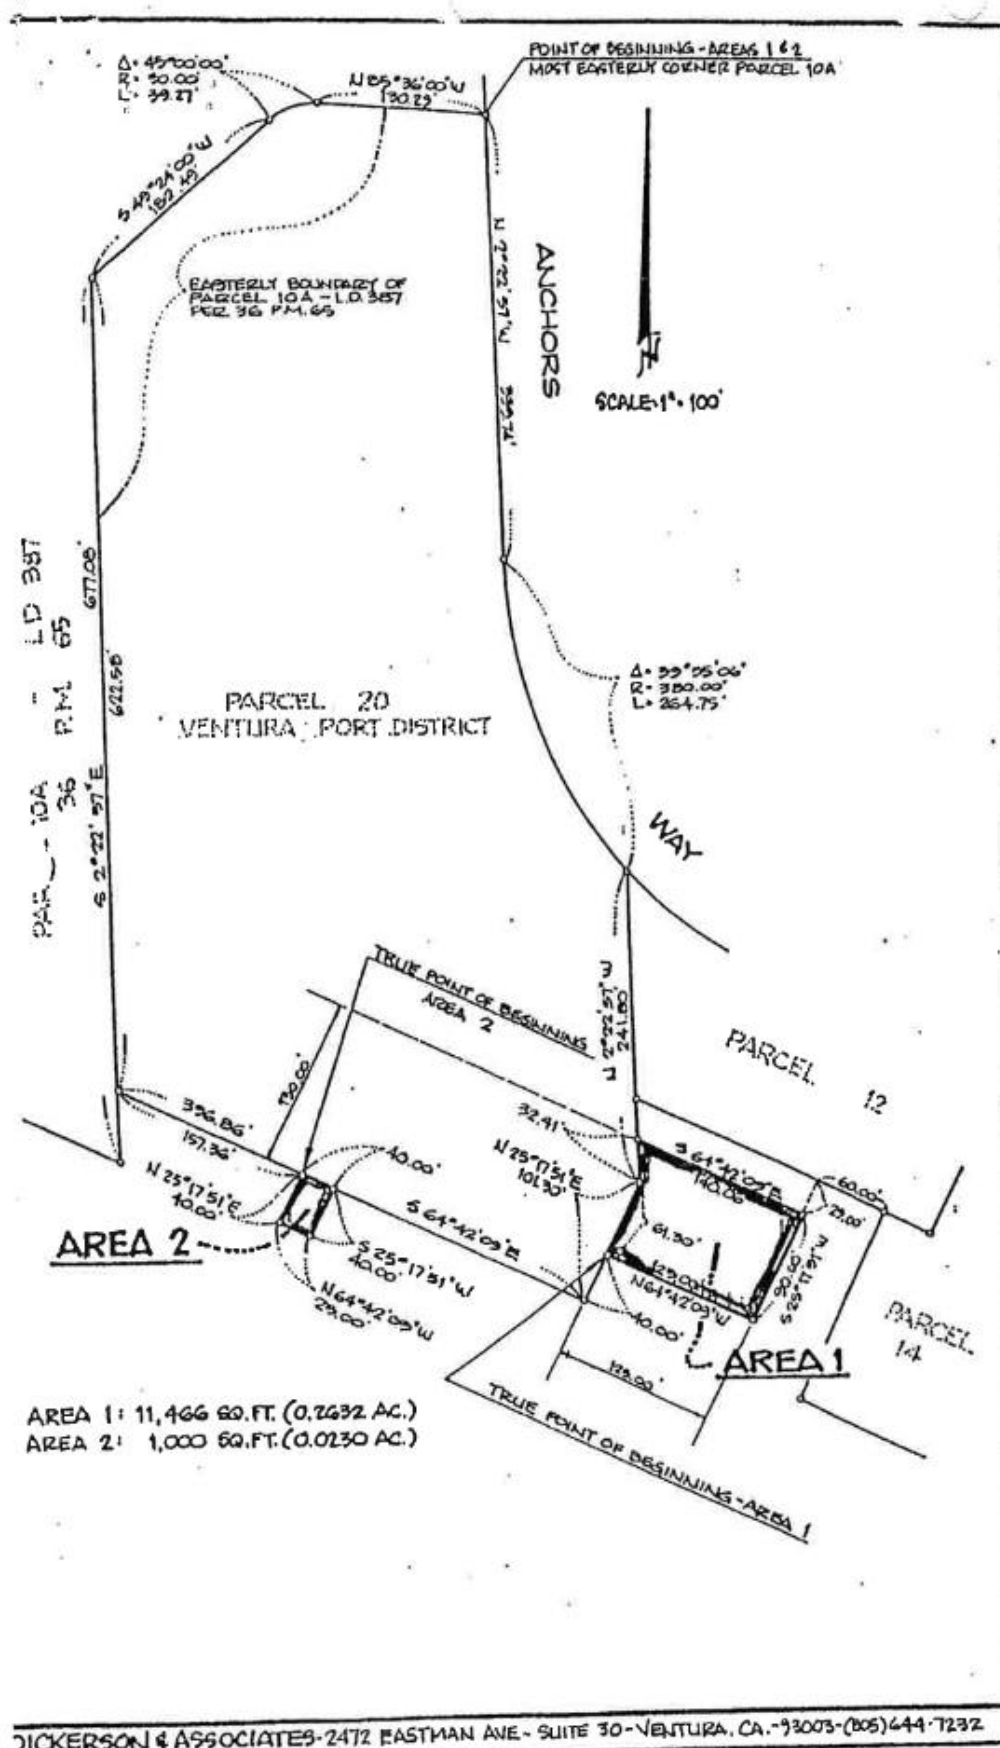 POINT OF BEGINNING - AREAS 1 & 2
MOST EASTERLY CORNER PARCEL 10A
Δ= 45°00'00"
R= 50.00'
L= 39.27'
N 85°36'00" W
130.29'
S 49°24'00" W
182.49'
EASTERLY BOUNDARY OF
PARCEL 10A - L.D. 387
PER 36 P.M. 65
N 2°22'57" W
ANCHORS
SCALE: 1"= 100'
PAR - 10A - LD 387
36 P.M. 65
677.08'
622.58'
S 2°22'57" E
PARCEL 20
VENTURA PORT DISTRICT
Δ= 39°55'06"
R= 380.00'
L= 264.75'
WAY
N 2°22'57" W
241.80'
TRUE POINT OF BEGINNING
AREA 2
PARCEL 12
396.86'
157.36'
32.41'
N 25°17'51" E
101.30'
S 64°42'09" E
140.06'
60.00'
25.00'
N 25°17'51" E
40.00'
40.00'
S 64°42'09" E
61.30'
125.00'
N 64°42'09" W
90.60'
S 25°17'51" W
AREA 2
S 25°17'51" W
40.00'
N 64°42'09" W
25.00'
40.00'
PARCEL
14
AREA 1
125.00'
AREA 1: 11,466 SQ.FT. (0.2632 AC.)
AREA 2: 1,000 SQ.FT. (0.0230 AC.)
TRUE POINT OF BEGINNING - AREA 1
DICKERSON & ASSOCIATES - 2472 EASTMAN AVE - SUITE 30 - VENTURA, CA. - 93003 - (805) 644-7232